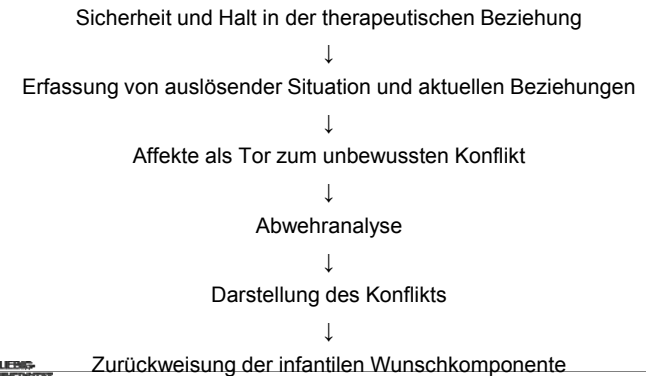 Sicherheit und Halt in der therapeutischen Beziehung
↓
Erfassung von auslösender Situation und aktuellen Beziehungen
↓
Affekte als Tor zum unbewussten Konflikt
↓
Abwehranalyse
↓
Darstellung des Konflikts
↓
Zurückweisung der infantilen Wunschkomponente